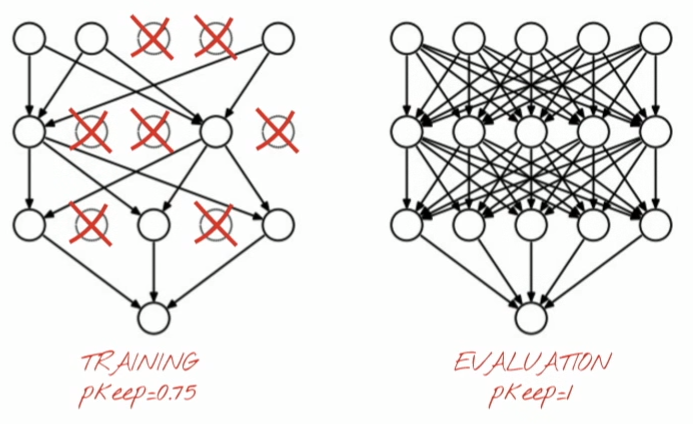 TRAINING
pKeep=0.75
EVALUATION
pKeep=1